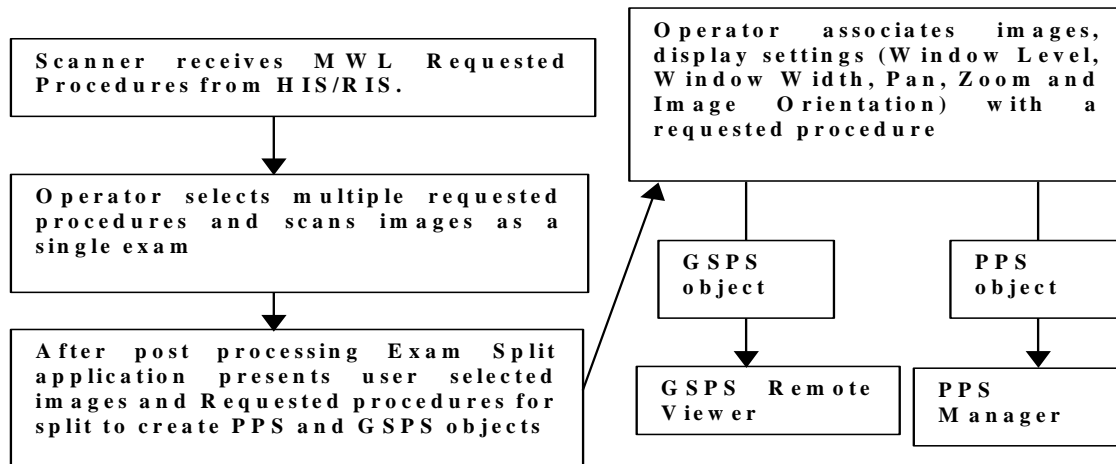 Scanner receives MWL Requested
Procedures from HIS/RIS.
Operator selects multiple requested
procedures and scans images as a
single exam
After post processing Exam Split
application presents user selected
images and Requested procedures for
split to create PPS and GSPS objects
Operator associates images,
display settings (Window Level,
Window Width, Pan, Zoom and
Image Orientation) with a
requested procedure
GSPS
object
PPS
object
GSPS Remote
Viewer
PPS
Manager